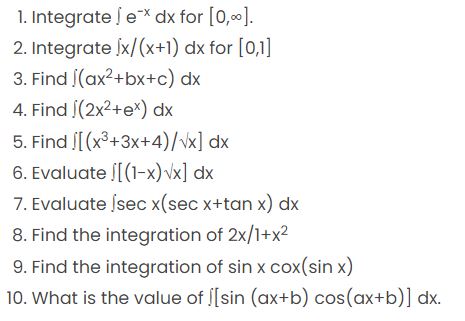 1. Integrate ∫ e⁻ˣ dx for [0,∞].
2. Integrate ∫x/(x+1) dx for [0,1]
3. Find ∫(ax²+bx+c) dx
4. Find ∫(2x²+eˣ) dx
5. Find ∫[(x³+3x+4)/√x] dx
6. Evaluate ∫[(1-x)√x] dx
7. Evaluate ∫sec x(sec x+tan x) dx
8. Find the integration of 2x/1+x²
9. Find the integration of sin x cox(sin x)
10. What is the value of ∫[sin (ax+b) cos(ax+b)] dx.